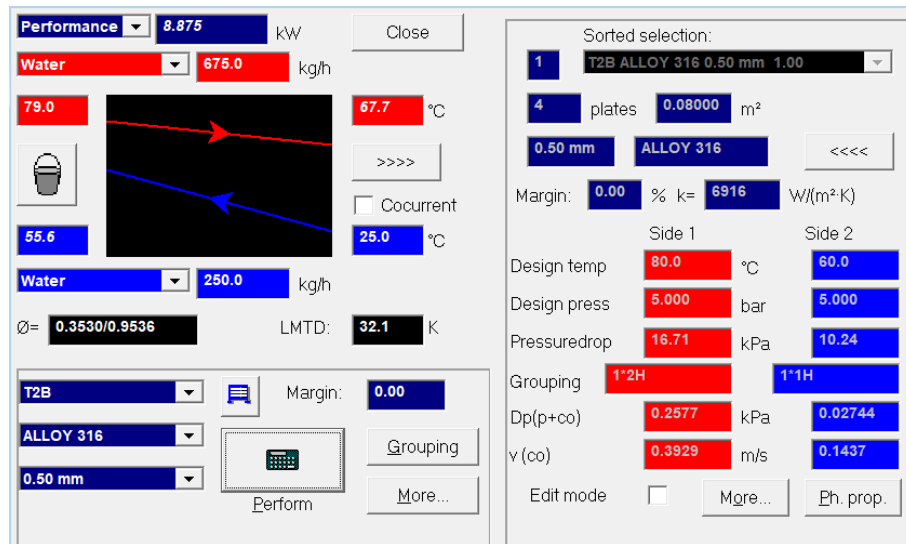 Performance 8.875 kW Close
Water 675.0 kg/h
79.0 67.7 °C
>>>>
Cocurrent
55.6 25.0 °C
Water 250.0 kg/h
Ø= 0.3530/0.9536 LMTD: 32.1 K
T2B Margin: 0.00
ALLOY 316 Grouping
0.50 mm More...
Perform
Sorted selection:
1 T2B ALLOY 316 0.50 mm 1.00
4 plates 0.08000 m²
0.50 mm ALLOY 316 <<<<
Margin: 0.00 % k= 6916 W/(m²·K)
Side 1 Side 2
Design temp 80.0 °C 60.0
Design press 5.000 bar 5.000
Pressuredrop 16.71 kPa 10.24
Grouping 1*2H 1*1H
Dp(p+co) 0.2577 kPa 0.02744
v (co) 0.3929 m/s 0.1437
Edit mode More... Ph. prop.